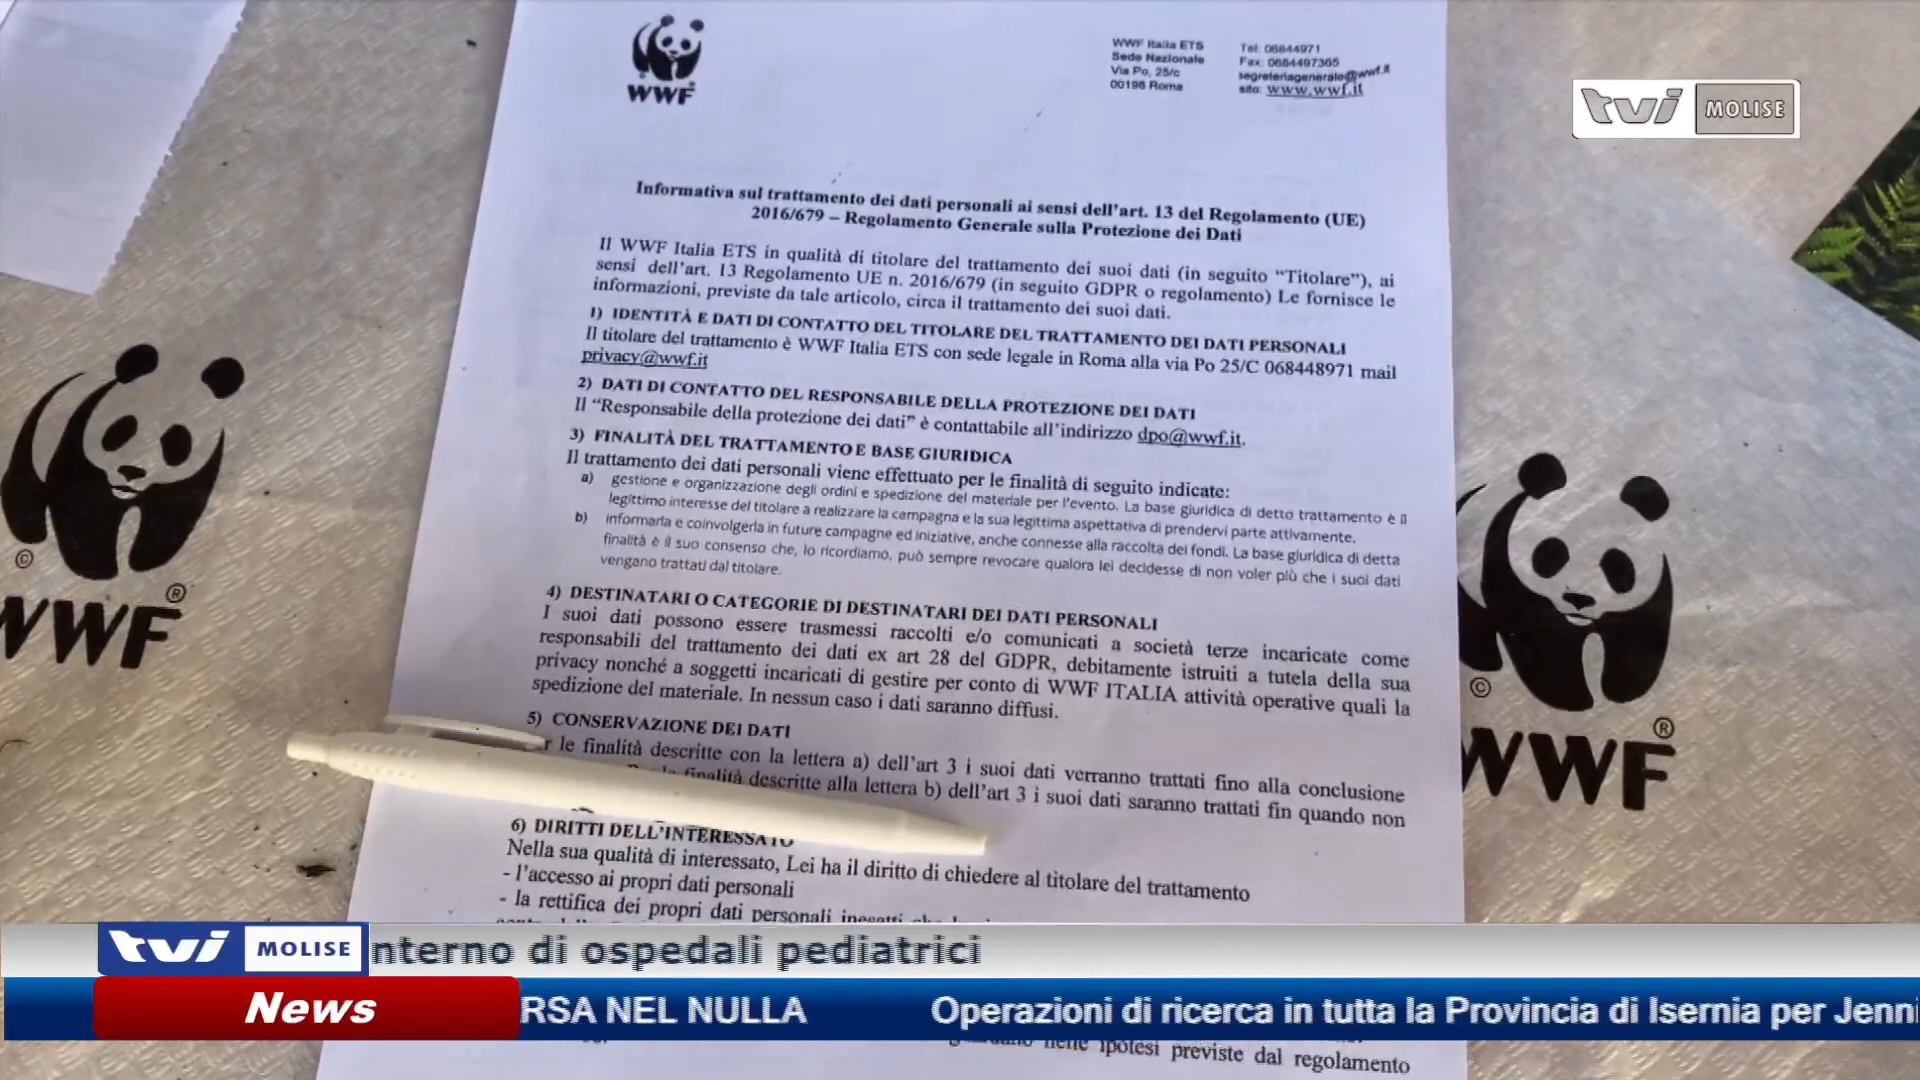 WWF
WWF Italia ETS
Sede Nazionale
Via Po, 25/c
00198 Roma
Tel: 06844971
Fax: 0684497365
segreteriagenerale@wwf.it
sito: www.wwf.it
tvi MOLISE
Informativa sul trattamento dei dati personali ai sensi dell'art. 13 del Regolamento (UE)
2016/679 – Regolamento Generale sulla Protezione dei Dati
Il WWF Italia ETS in qualità di titolare del trattamento dei suoi dati (in seguito "Titolare"), ai
sensi dell'art. 13 Regolamento UE n. 2016/679 (in seguito GDPR o regolamento) Le fornisce le
informazioni, previste da tale articolo, circa il trattamento dei suoi dati.
1) IDENTITÀ E DATI DI CONTATTO DEL TITOLARE DEL TRATTAMENTO DEI DATI PERSONALI
Il titolare del trattamento è WWF Italia ETS con sede legale in Roma alla via Po 25/C 068448971 mail
privacy@wwf.it
2) DATI DI CONTATTO DEL RESPONSABILE DELLA PROTEZIONE DEI DATI
Il "Responsabile della protezione dei dati" è contattabile all'indirizzo dpo@wwf.it.
3) FINALITÀ DEL TRATTAMENTO E BASE GIURIDICA
Il trattamento dei dati personali viene effettuato per le finalità di seguito indicate:
a) gestione e organizzazione degli ordini e spedizione del materiale per l'evento. La base giuridica di detto trattamento è il
legittimo interesse del titolare a realizzare la campagna e la sua legittima aspettativa di prendervi parte attivamente.
b) informarla e coinvolgerla in future campagne ed iniziative, anche connesse alla raccolta dei fondi. La base giuridica di detta
finalità è il suo consenso che, lo ricordiamo, può sempre revocare qualora lei decidesse di non voler più che i suoi dati
vengano trattati dal titolare.
4) DESTINATARI O CATEGORIE DI DESTINATARI DEI DATI PERSONALI
I suoi dati possono essere trasmessi raccolti e/o comunicati a società terze incaricate come
responsabili del trattamento dei dati ex art 28 del GDPR, debitamente istruiti a tutela della sua
privacy nonché a soggetti incaricati di gestire per conto di WWF ITALIA attività operative quali la
spedizione del materiale. In nessun caso i dati saranno diffusi.
5) CONSERVAZIONE DEI DATI
r le finalità descritte con la lettera a) dell'art 3 i suoi dati verranno trattati fino alla conclusione
finalità descritte alla lettera b) dell'art 3 i suoi dati saranno trattati fin quando non
6) DIRITTI DELL'INTERESSATO
Nella sua qualità di interessato, Lei ha il diritto di chiedere al titolare del trattamento
- l'accesso ai propri dati personali
- la rettifica dei propri dati personali
ipotesi previste dal regolamento
© WWF ®
© WWF ®
tvi MOLISE
nterno di ospedali pediatrici
News
RSA NEL NULLA Operazioni di ricerca in tutta la Provincia di Isernia per Jenni